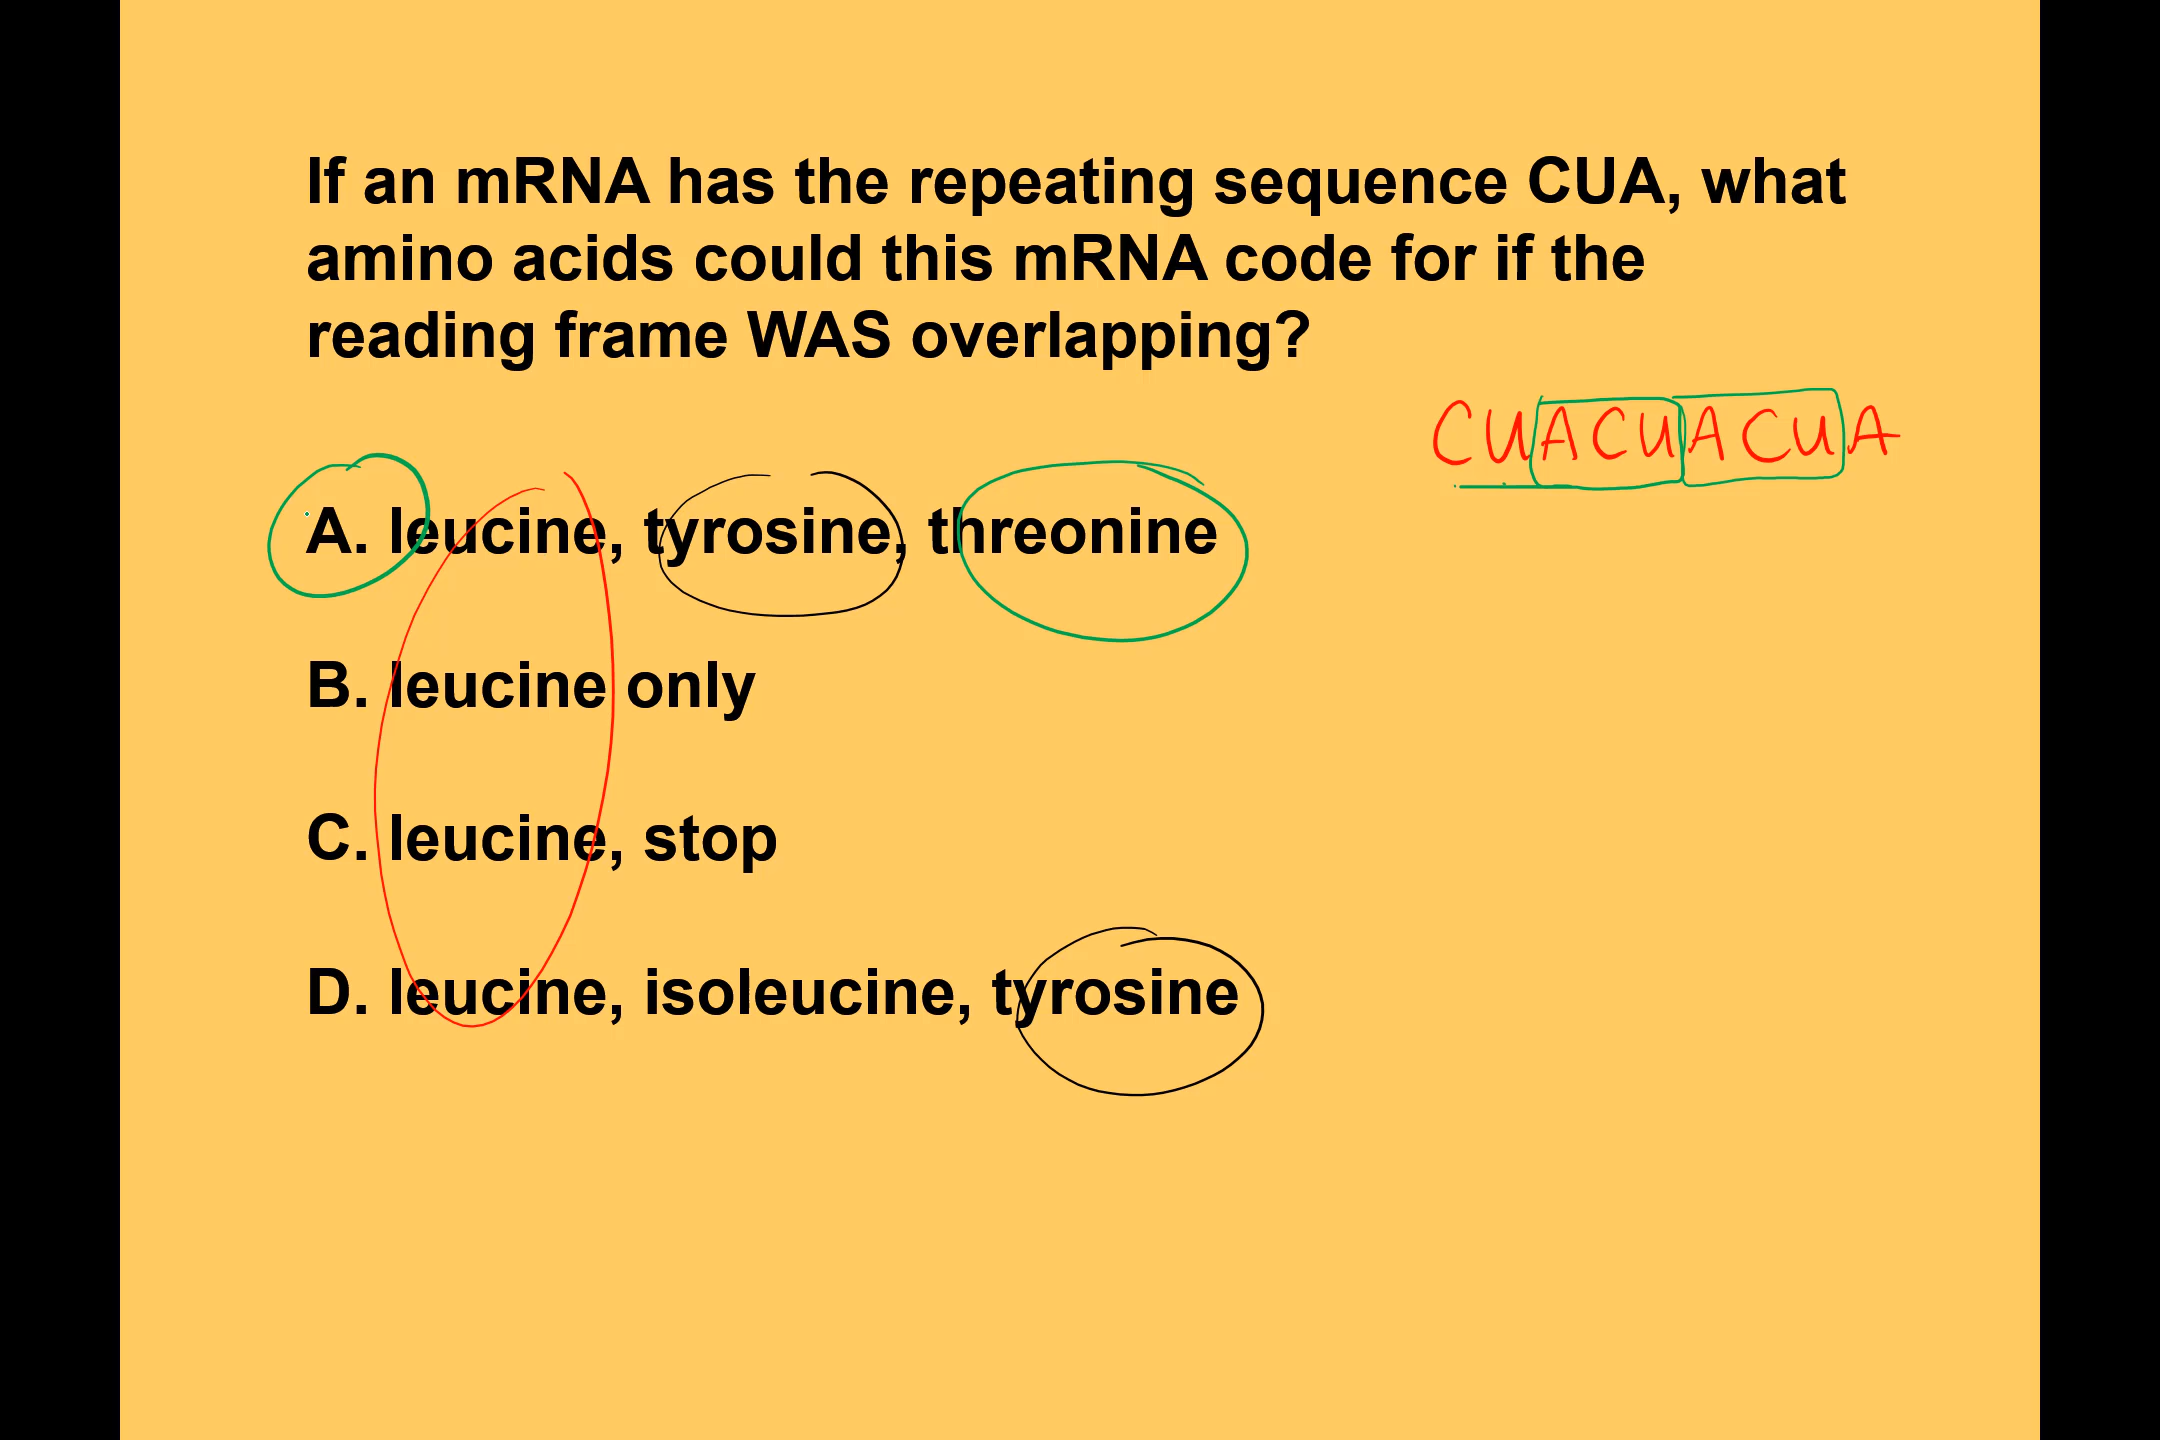 If an mRNA has the repeating sequence CUA, what
amino acids could this mRNA code for if the
reading frame WAS overlapping?
CUACUACUA
A. leucine, tyrosine, threonine
B. leucine only
C. leucine, stop
D. leucine, isoleucine, tyrosine